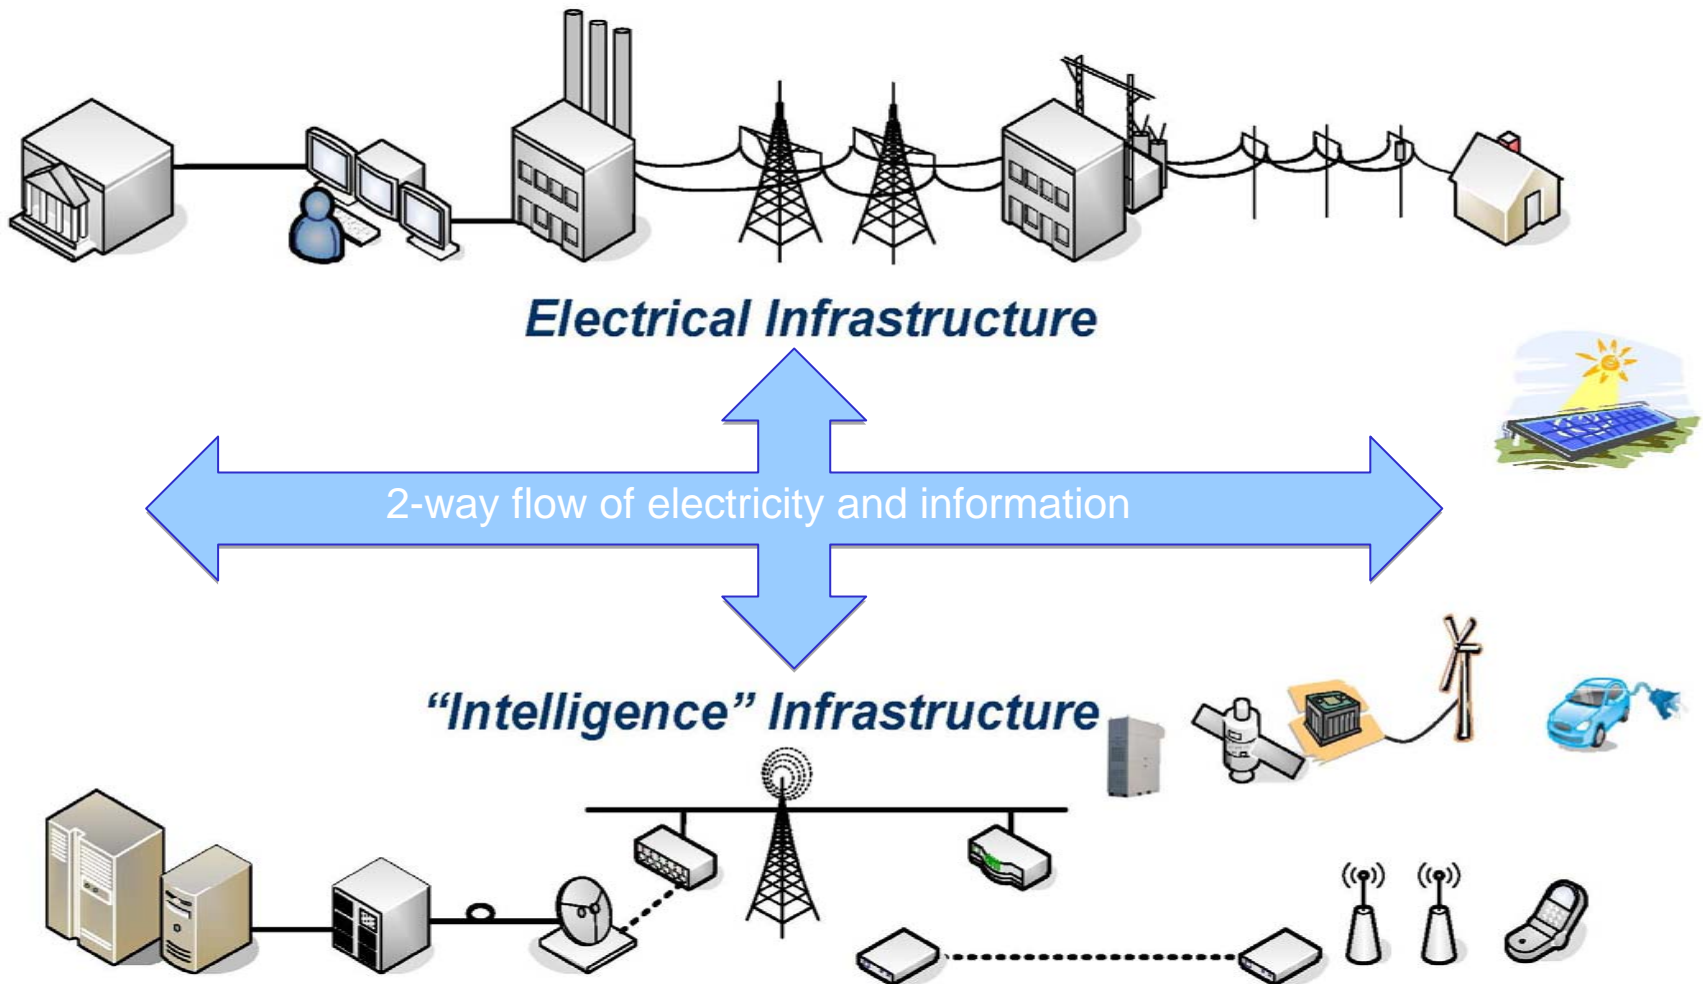 Electrical Infrastructure
2-way flow of electricity and information
“Intelligence” Infrastructure